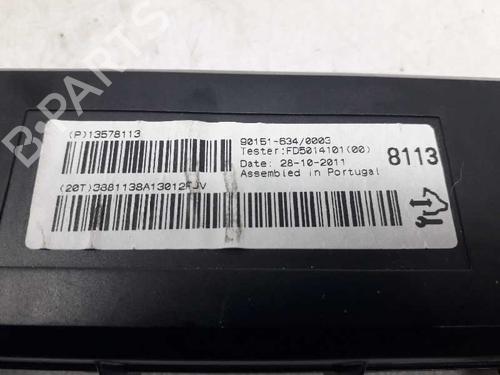 B-PARTS
(P)13578113
90151-634/0003
Tester:FD5014101(00)
Date: 28-10-2011
Assembled in Portugal
8113
(20T)3881138A13012FJV